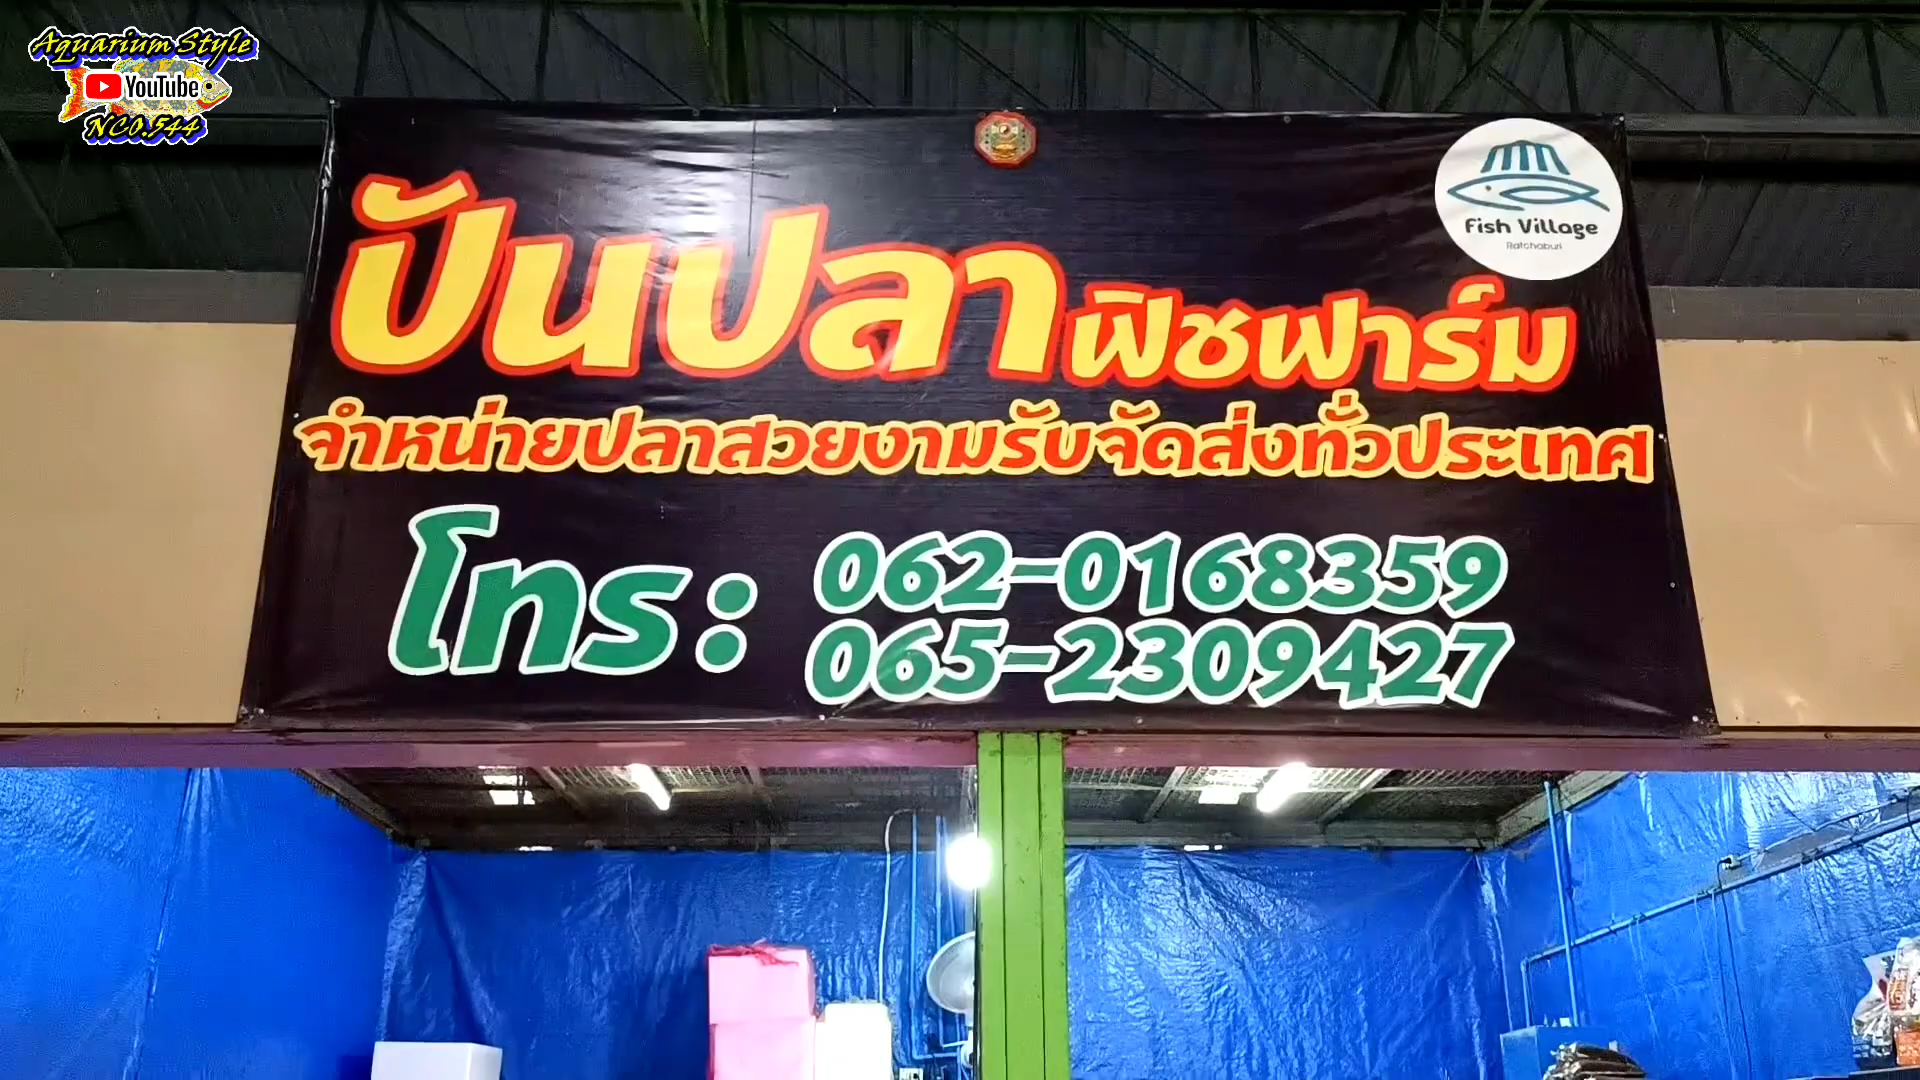 Aquarium Style
YouTube
NCO.544
Fish Village
Ratchaburi
ปันปลา ฟิชฟาร์ม
จำหน่ายปลาสวยงามรับจัดส่งทั่วประเทศ
โทร: 062-0168359
065-2309427